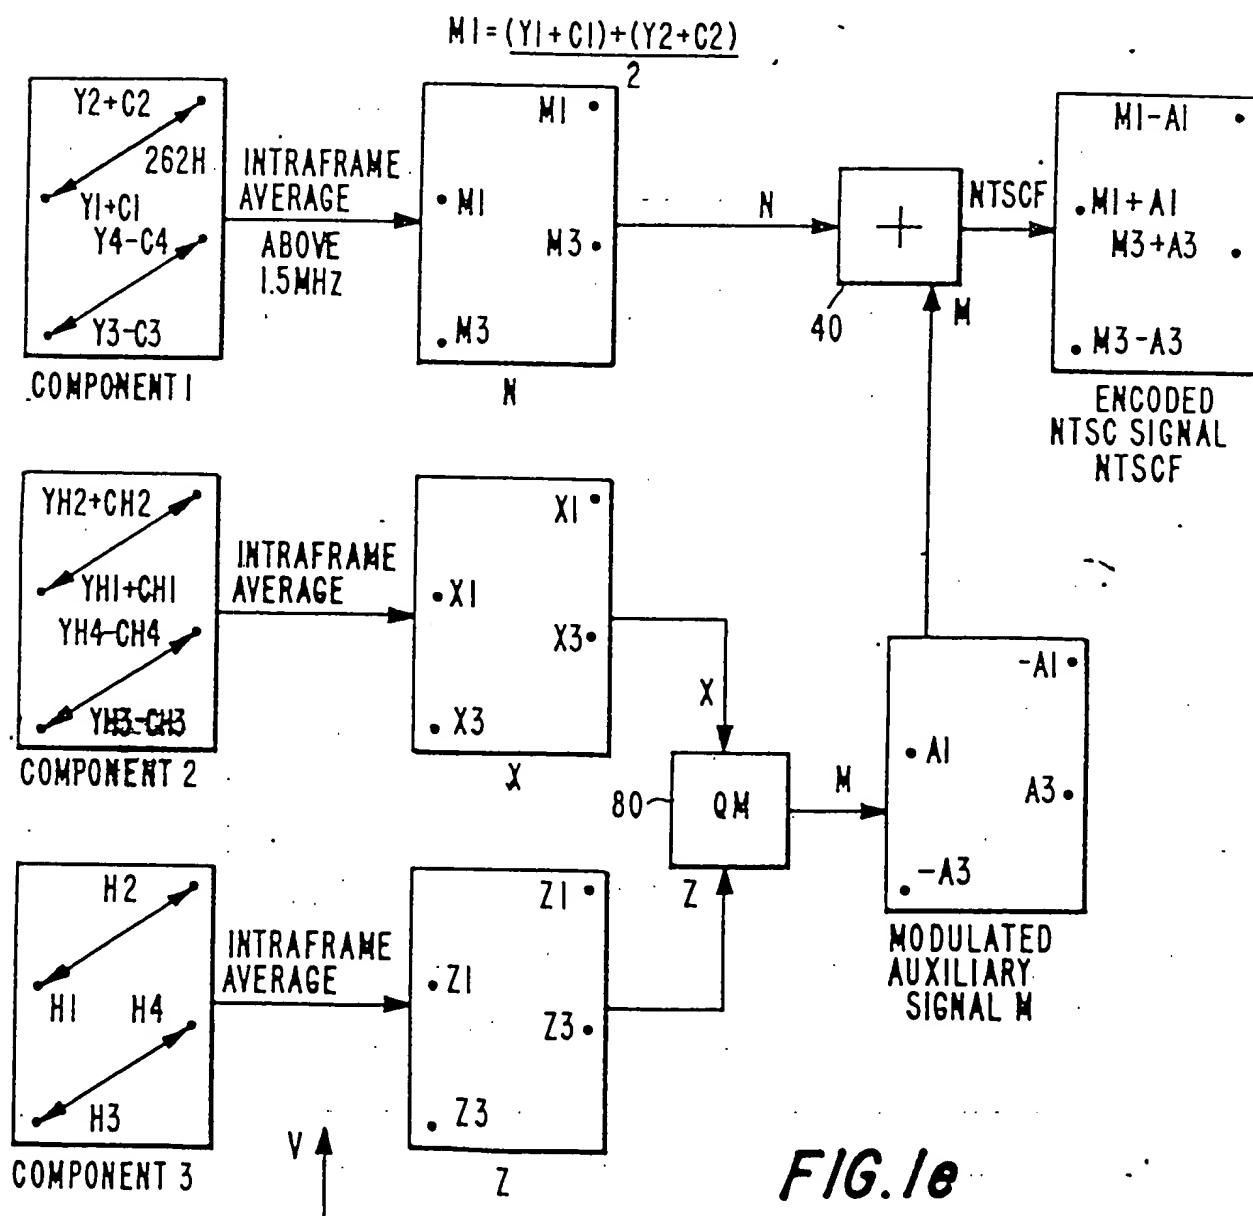 M1=(Y1+C1)+(Y2+C2)
2
Y2+C2
262H
Y1+C1
Y4-C4
Y3-C3
COMPONENT 1
INTRAFRAME
AVERAGE
ABOVE
1.5MHZ
M1
M1
M3
M3
N
N
+
40
M
NTSCF
M1-A1
M1+A1
M3+A3
M3-A3
ENCODED
NTSC SIGNAL
NTSCF
YH2+CH2
YH1+CH1
YH4-CH4
YH3-CH3
COMPONENT 2
INTRAFRAME
AVERAGE
X1
X1
X3
X3
X
X
80
QM
Z
M
-A1
A1
A3
-A3
MODULATED
AUXILIARY
SIGNAL M
H2
H1
H4
H3
COMPONENT 3
INTRAFRAME
AVERAGE
Z1
Z1
Z3
Z3
Z
V
FIG.1e